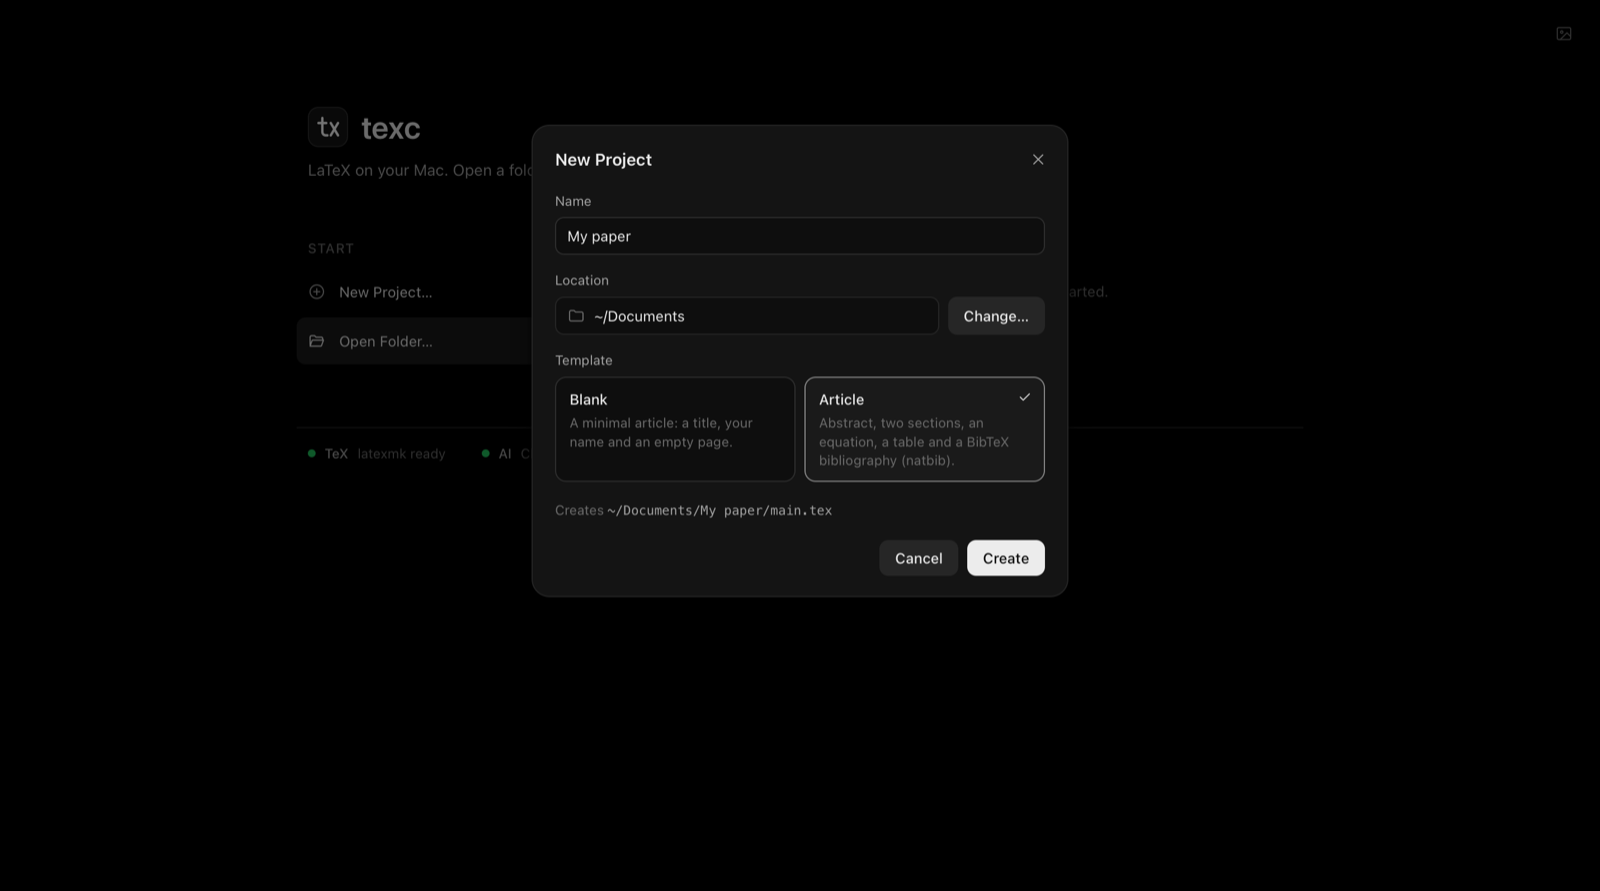 tx texc
LaTeX on your Mac. Open a fol
START
New Project...
Open Folder...
TeX latexmk ready AI
arted.
New Project
Name
My paper
Location
~/Documents
Change...
Template
Blank
A minimal article: a title, your
name and an empty page.
Article
Abstract, two sections, an
equation, a table and a BibTeX
bibliography (natbib).
Creates ~/Documents/My paper/main.tex
Cancel
Create